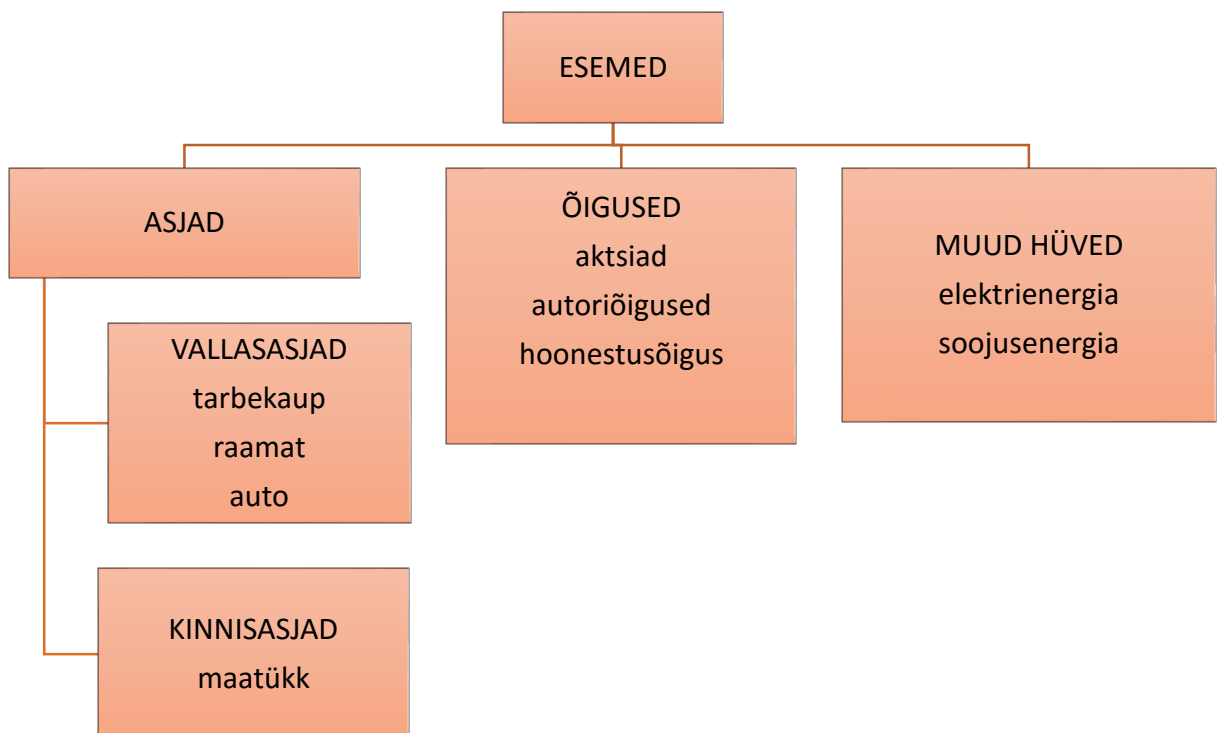 ESEMED
ASJAD
VALLASASJAD
tarbekaup
raamat
auto
KINNISASJAD
maatükk
ÕIGUSED
aktsiad
autoriõigused
hoonestusõigus
MUUD HÜVED
elektrienergia
soojusenergia